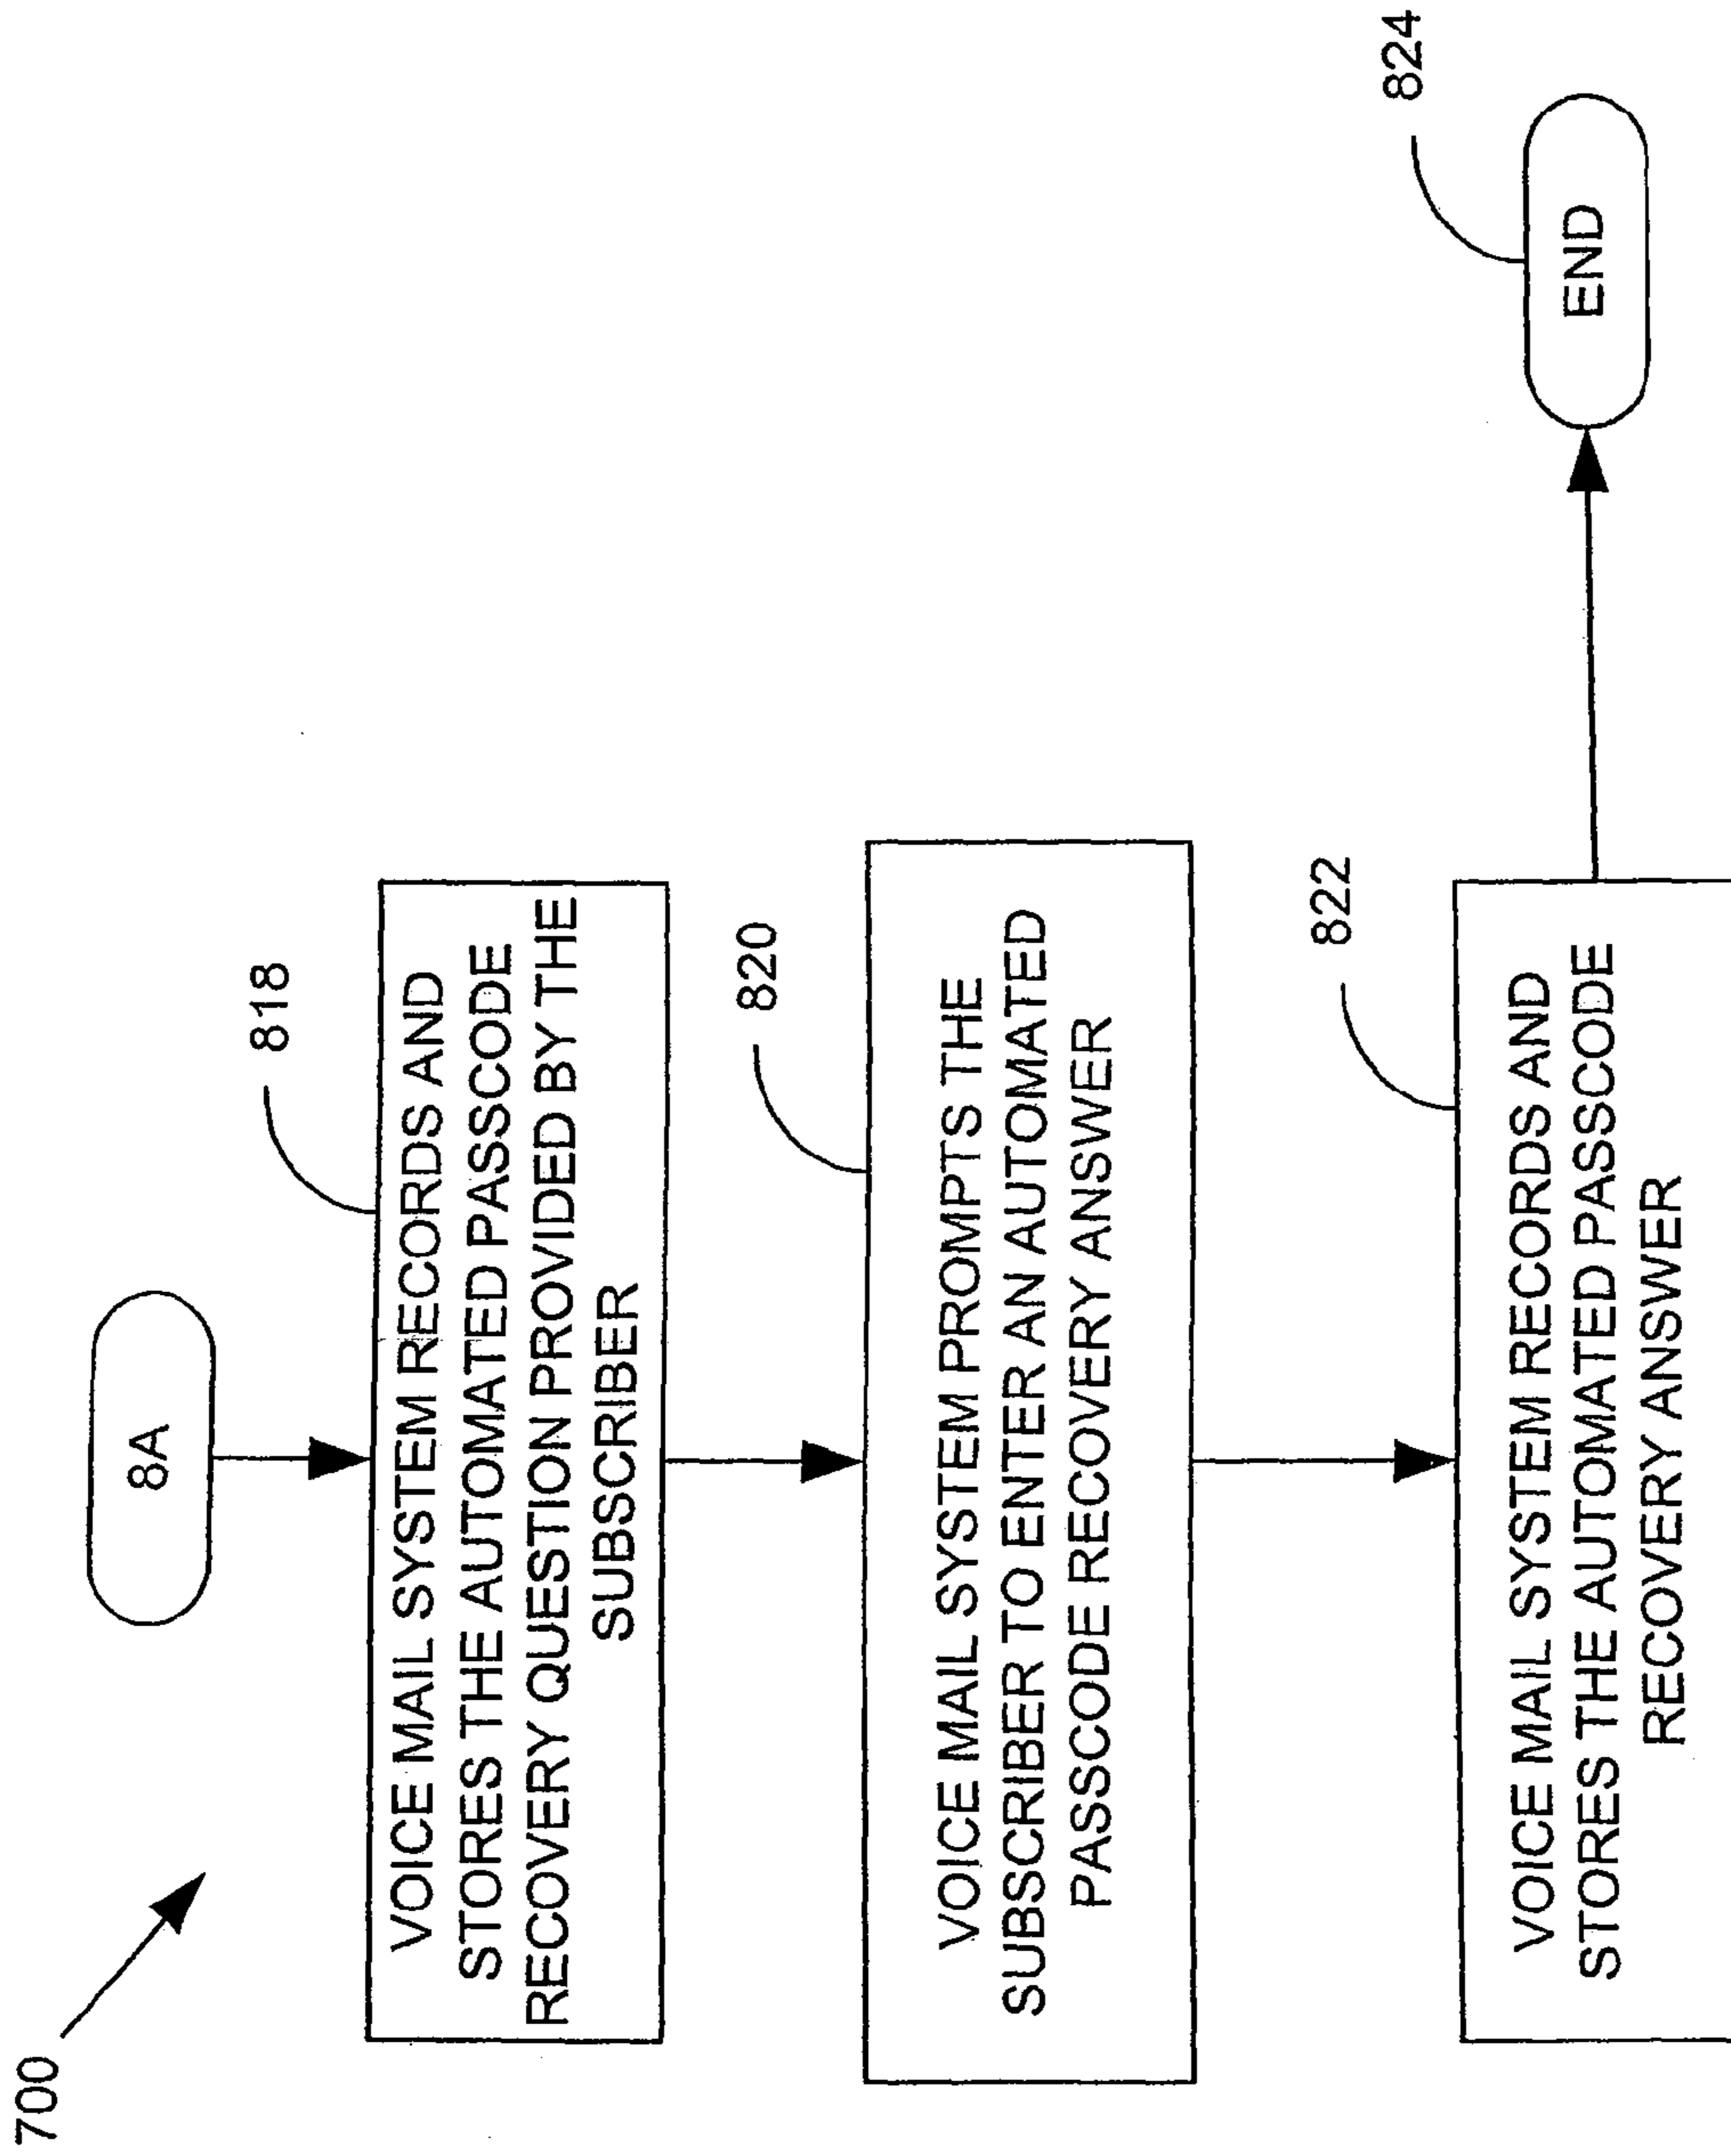 700
8A
818
VOICE MAIL SYSTEM RECORDS AND
STORES THE AUTOMATED PASSCODE
RECOVERY QUESTION PROVIDED BY THE
SUBSCRIBER
820
VOICE MAIL SYSTEM PROMPTS THE
SUBSCRIBER TO ENTER AN AUTOMATED
PASSCODE RECOVERY ANSWER
822
VOICE MAIL SYSTEM RECORDS AND
STORES THE AUTOMATED PASSCODE
RECOVERY ANSWER
824
END